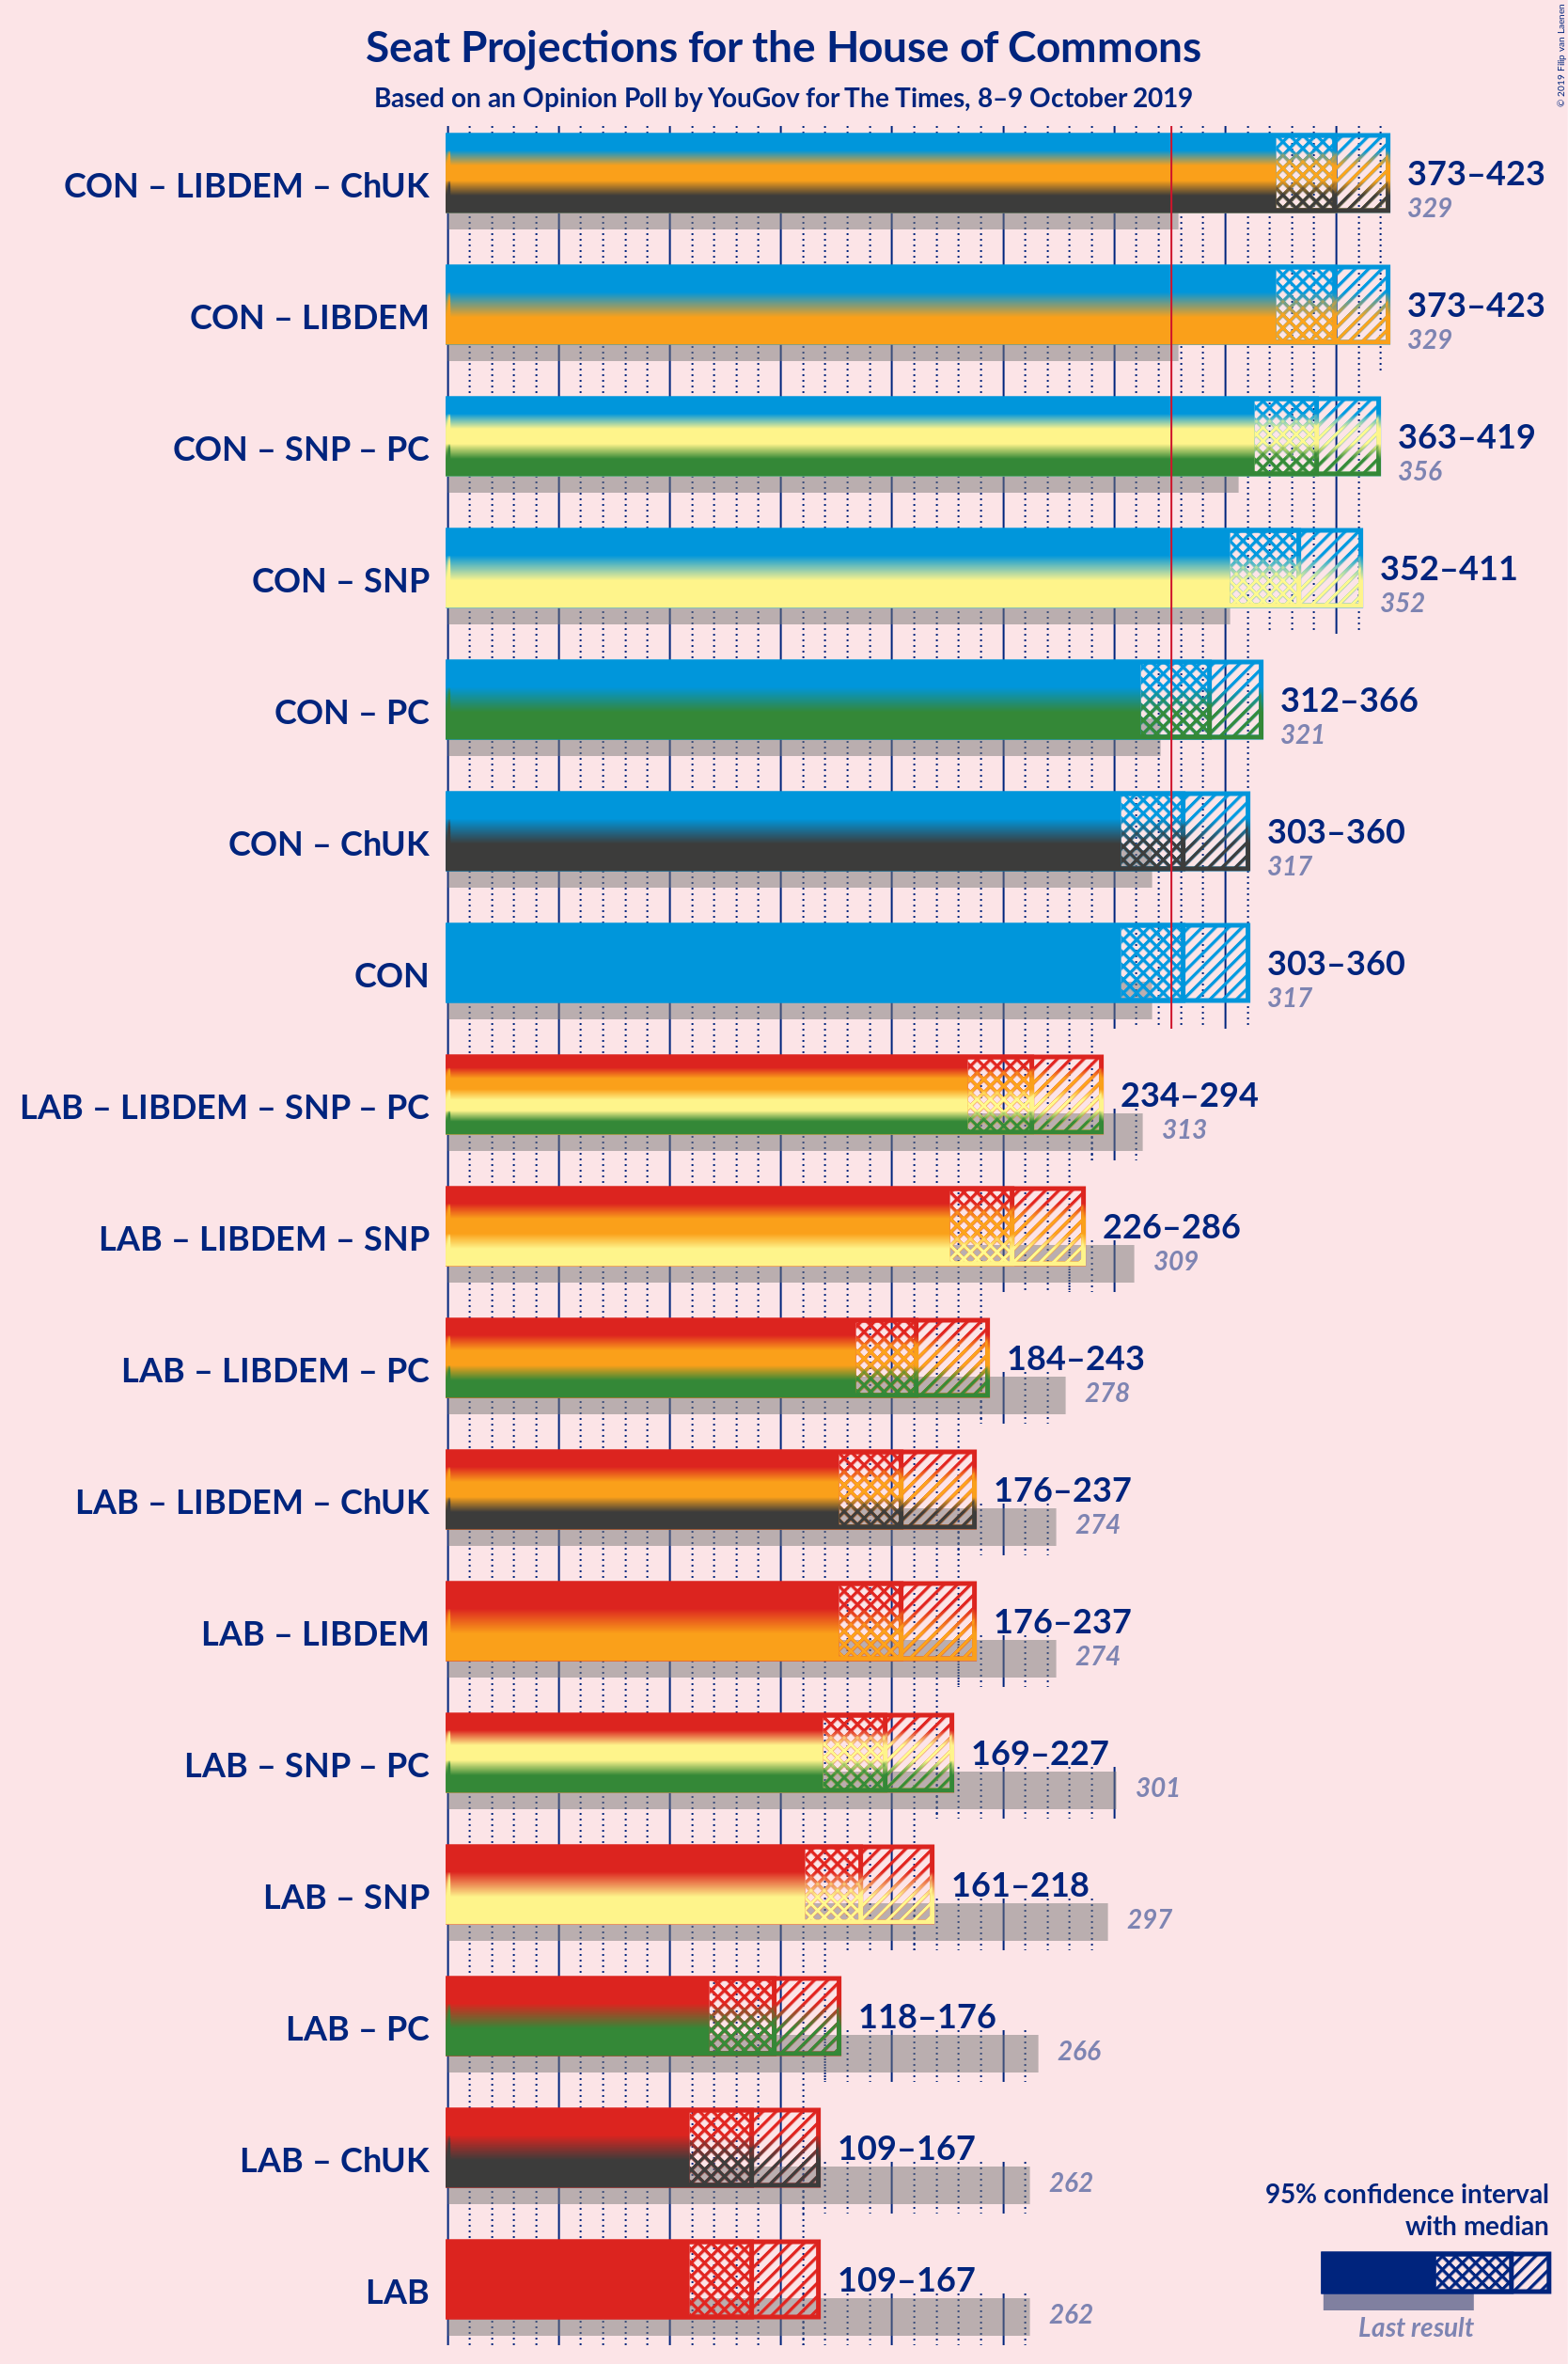 © 2019 Filip van Laenen
Seat Projections for the House of Commons
Based on an Opinion Poll by YouGov for The Times, 8–9 October 2019
CON – LIBDEM – ChUK
373–423
329
CON – LIBDEM
373–423
329
CON – SNP – PC
363–419
356
CON – SNP
352–411
352
CON – PC
312–366
321
CON – ChUK
303–360
317
CON
303–360
317
LAB – LIBDEM – SNP – PC
234–294
313
LAB – LIBDEM – SNP
226–286
309
LAB – LIBDEM – PC
184–243
278
LAB – LIBDEM – ChUK
176–237
274
LAB – LIBDEM
176–237
274
LAB – SNP – PC
169–227
301
LAB – SNP
161–218
297
LAB – PC
118–176
266
LAB – ChUK
109–167
262
LAB
109–167
262
95% confidence interval
with median
Last result